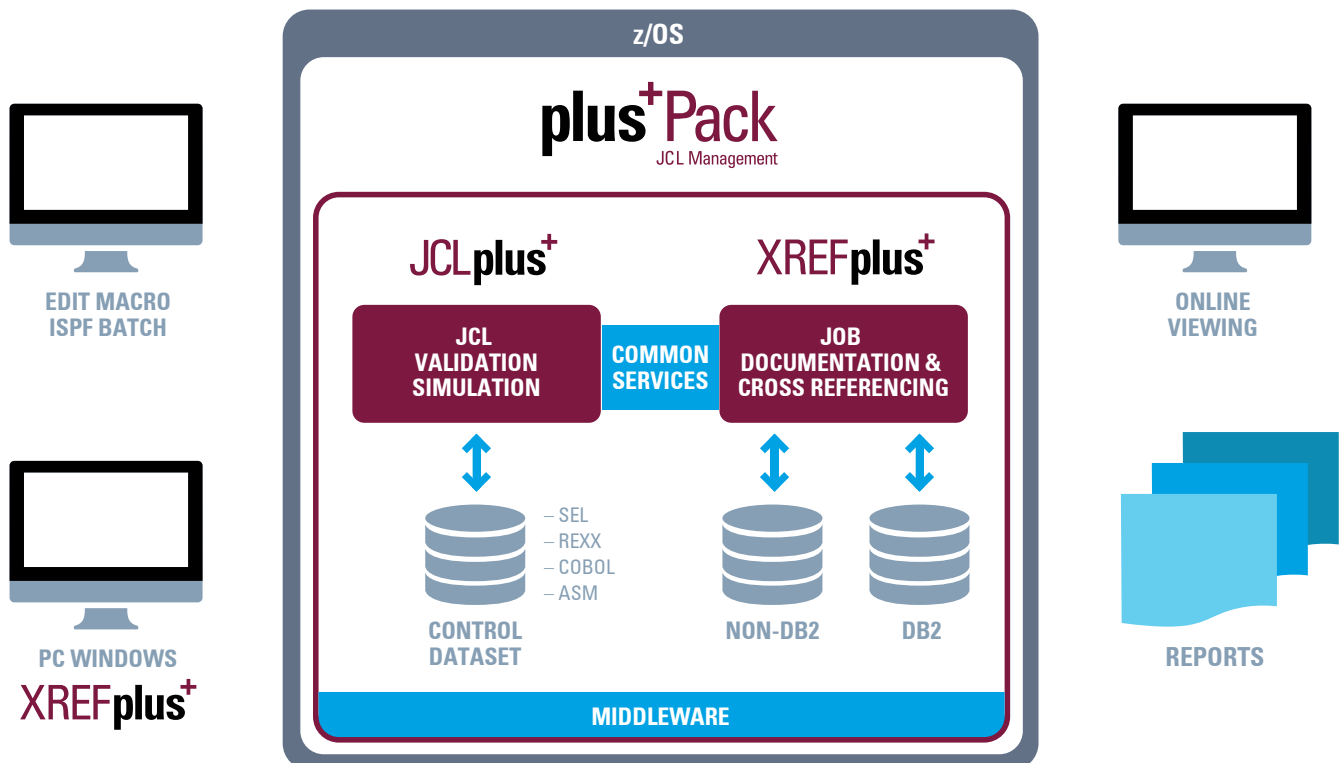 z/OS
plus+Pack
JCL Management
JCLplus+
XREFplus+
JCL
VALIDATION
SIMULATION
COMMON
SERVICES
JOB
DOCUMENTATION &
CROSS REFERENCING
– SEL
– REXX
– COBOL
– ASM
CONTROL
DATASET
NON-DB2
DB2
MIDDLEWARE
EDIT MACRO
ISPF BATCH
PC WINDOWS
XREFplus+
ONLINE
VIEWING
REPORTS